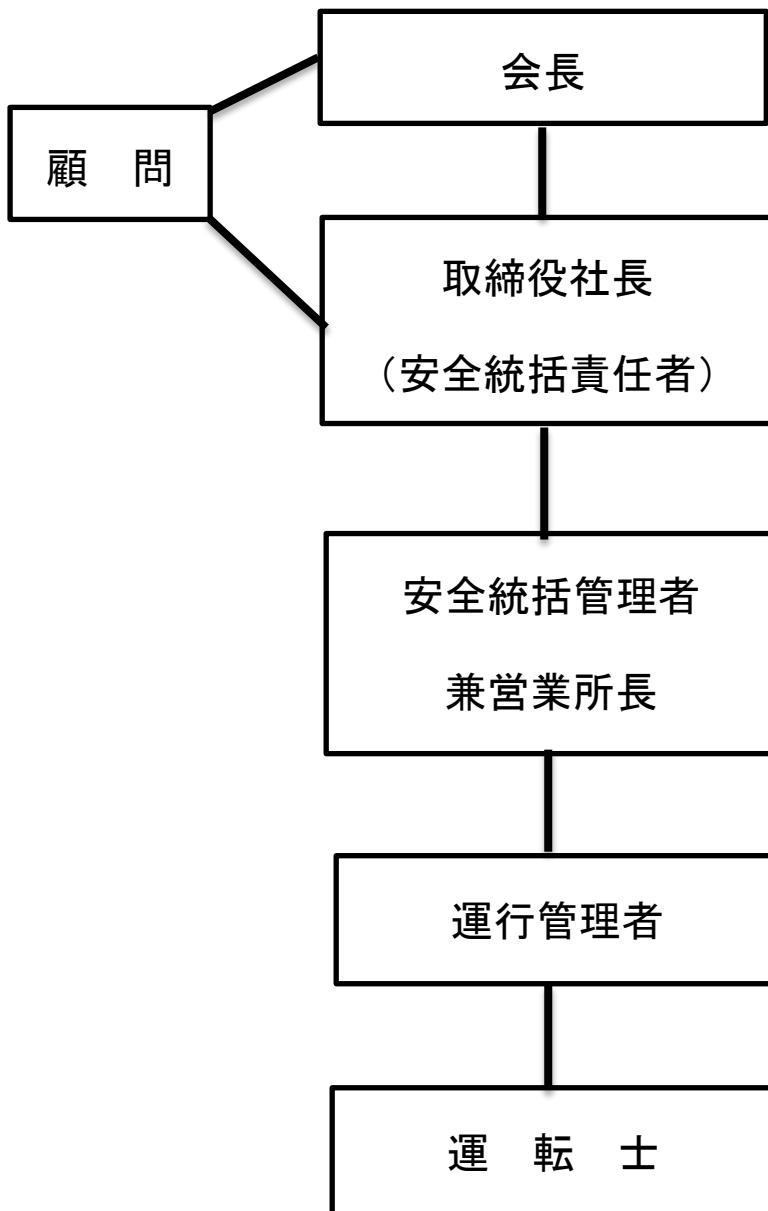 会長
顧　問
取締役社長
（安全統括責任者）
安全統括管理者
兼営業所長
運行管理者
運　転　士